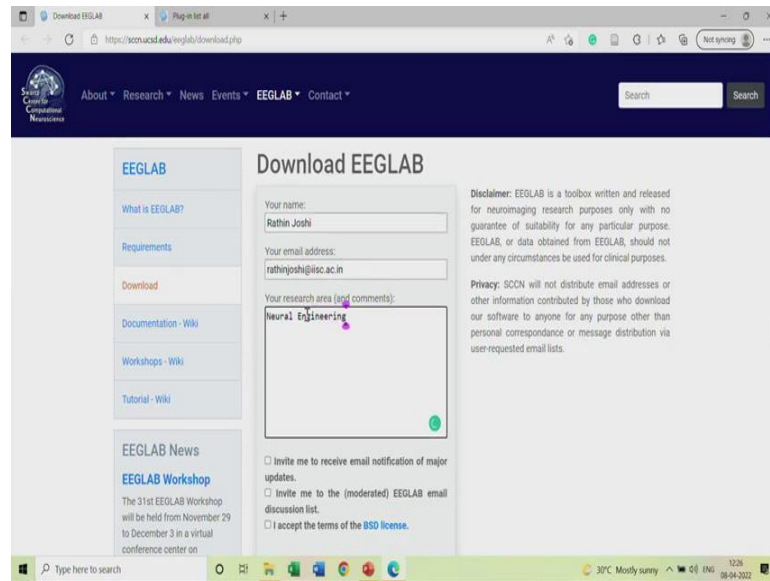 Download EEGLAB
Plug-in list all
https://sccn.ucsd.edu/eeglab/download.php
Not syncing
Swartz Center for Computational Neuroscience
About Research News Events EEGLAB Contact
Search
Search
EEGLAB
What is EEGLAB?
Requirements
Download
Documentation - Wiki
Workshops - Wiki
Tutorial - Wiki
EEGLAB News
EEGLAB Workshop
The 31st EEGLAB Workshop
will be held from November 29
to December 3 in a virtual
conference center on
Download EEGLAB
Your name:
Rathin Joshi
Your email address:
rathinjoshi@iisc.ac.in
Your research area (and comments):
Neural Engineering
Invite me to receive email notification of major
updates.
Invite me to the (moderated) EEGLAB email
discussion list.
I accept the terms of the BSD license.
Disclaimer: EEGLAB is a toolbox written and released
for neuroimaging research purposes only with no
guarantee of suitability for any particular purpose.
EEGLAB, or data obtained from EEGLAB, should not
under any circumstances be used for clinical purposes.
Privacy: SCCN will not distribute email addresses or
other information contributed by those who download
our software to anyone for any purpose other than
personal correspondance or message distribution via
user-requested email lists.
Type here to search
30°C Mostly sunny
ENG
12:26
08-04-2022